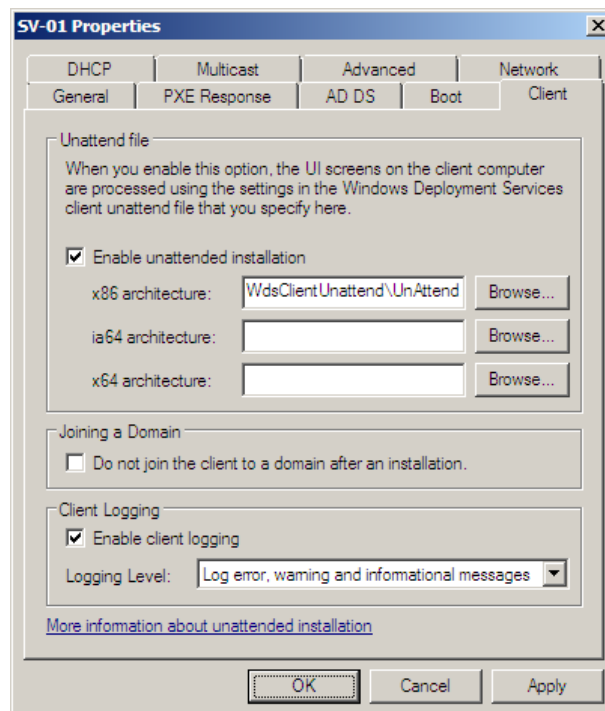 SV-01 Properties
DHCP
Multicast
Advanced
Network
General
PXE Response
AD DS
Boot
Client
Unattend file
When you enable this option, the UI screens on the client computer
are processed using the settings in the Windows Deployment Services
client unattend file that you specify here.
Enable unattended installation
x86 architecture: WdsClientUnattend\UnAttend Browse...
ia64 architecture: Browse...
x64 architecture: Browse...
Joining a Domain
Do not join the client to a domain after an installation.
Client Logging
Enable client logging
Logging Level: Log error, warning and informational messages
More information about unattended installation
OK
Cancel
Apply